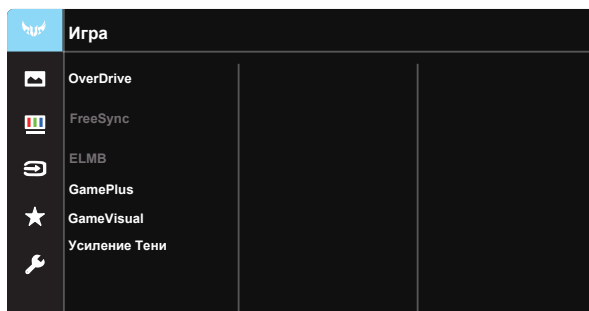 Игра
OverDrive
FreeSync
ELMB
GamePlus
GameVisual
Усиление Тени